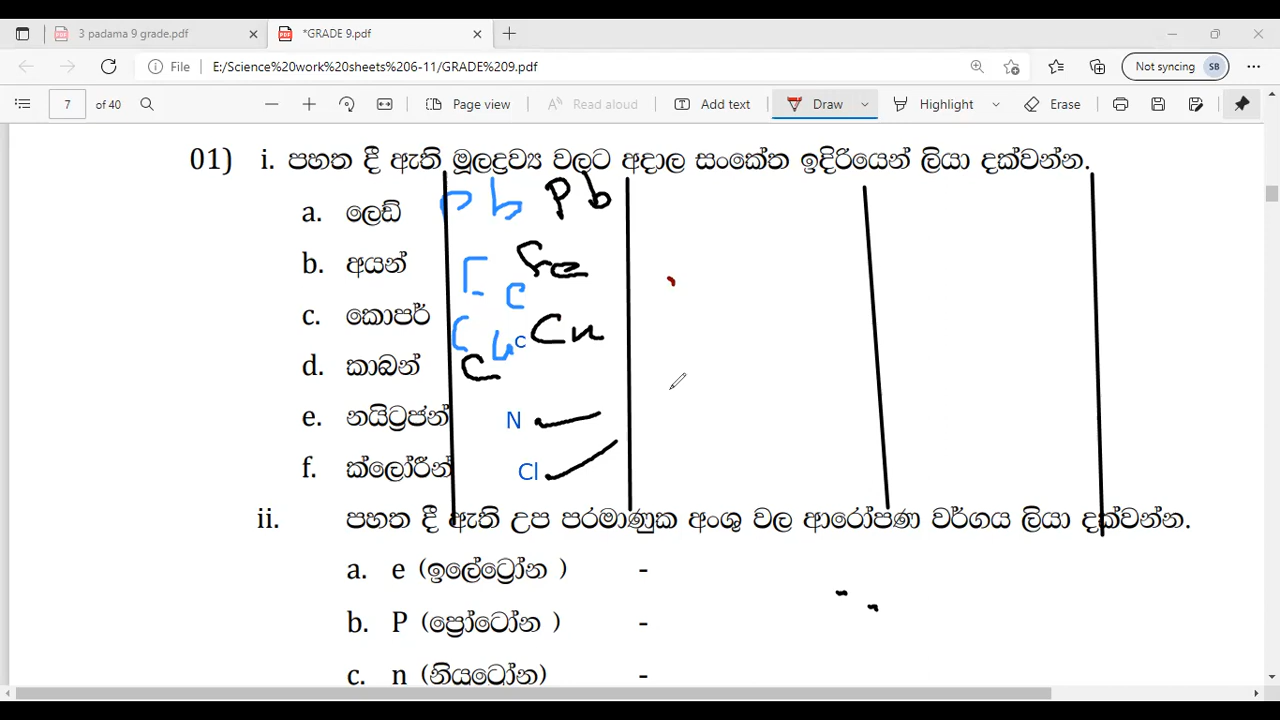 3 padama 9 grade.pdf
*GRADE 9.pdf
File E:/Science%20work%20sheets%206-11/GRADE%209.pdf Not syncing SB
7 of 40 Page view Read aloud Add text Draw Highlight Erase
01) i. පහත දී ඇති මූලද්‍රව්‍ය වලට අදාල සංකේත ඉදිරියෙන් ලියා දක්වන්න.
a. ලෙඩ් Pb Pb
b. අයන් Fe
c. කොපර් Cu c Cu
d. කාබන් C
e. නයිට්‍රජන් N
f. ක්ලෝරීන් Cl
ii. පහත දී ඇති උප පරමාණුක අංශු වල ආරෝපණ වර්ගය ලියා දක්වන්න.
a. e (ඉලේට්‍රෝන ) -
b. P (ප්‍රෝටෝන ) -
c. n (නියුටෝන) -